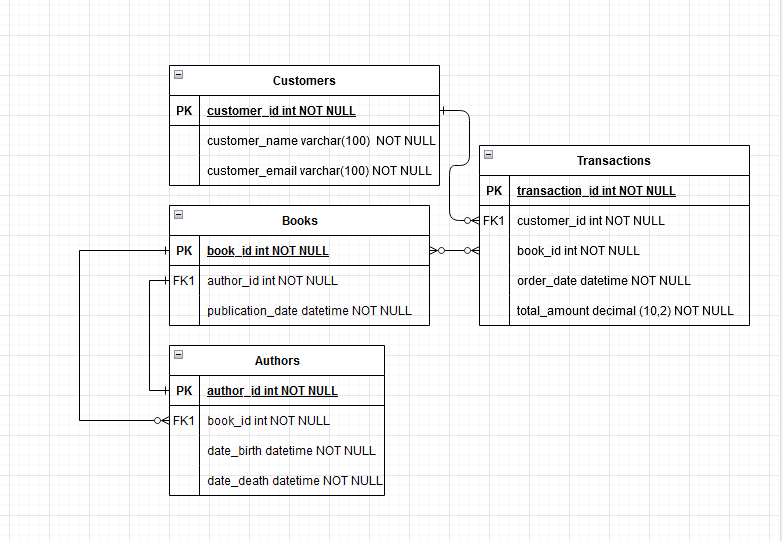 Customers
PK customer_id int NOT NULL
customer_name varchar(100) NOT NULL
customer_email varchar(100) NOT NULL
Transactions
PK transaction_id int NOT NULL
FK1 customer_id int NOT NULL
book_id int NOT NULL
order_date datetime NOT NULL
total_amount decimal (10,2) NOT NULL
Books
PK book_id int NOT NULL
FK1 author_id int NOT NULL
publication_date datetime NOT NULL
Authors
PK author_id int NOT NULL
FK1 book_id int NOT NULL
date_birth datetime NOT NULL
date_death datetime NOT NULL